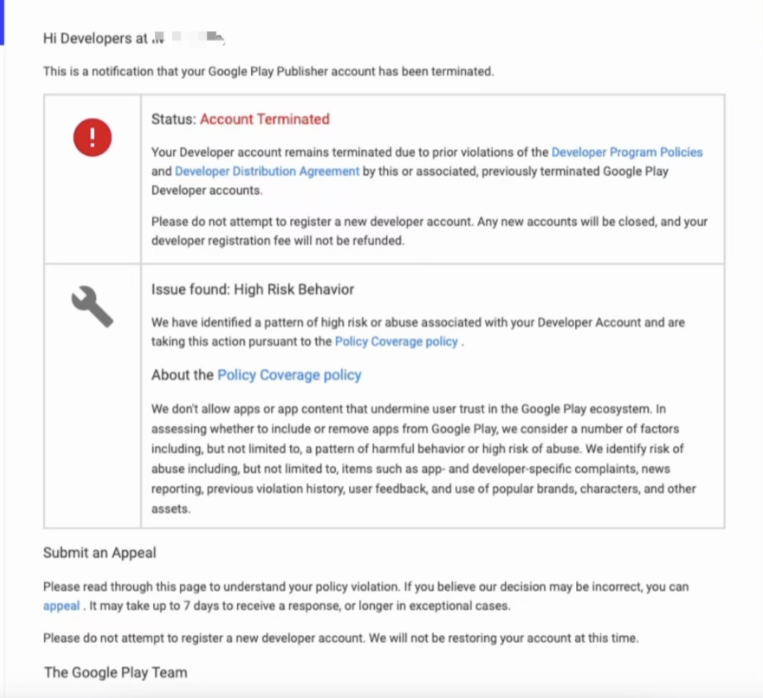 Hi Developers at
This is a notification that your Google Play Publisher account has been terminated.
Status: Account Terminated
Your Developer account remains terminated due to prior violations of the Developer Program Policies
and Developer Distribution Agreement by this or associated, previously terminated Google Play
Developer accounts.
Please do not attempt to register a new developer account. Any new accounts will be closed, and your
developer registration fee will not be refunded.
Issue found: High Risk Behavior
We have identified a pattern of high risk or abuse associated with your Developer Account and are
taking this action pursuant to the Policy Coverage policy .
About the Policy Coverage policy
We don't allow apps or app content that undermine user trust in the Google Play ecosystem. In
assessing whether to include or remove apps from Google Play, we consider a number of factors
including, but not limited to, a pattern of harmful behavior or high risk of abuse. We identify risk of
abuse including, but not limited to, items such as app- and developer-specific complaints, news
reporting, previous violation history, user feedback, and use of popular brands, characters, and other
assets.
Submit an Appeal
Please read through this page to understand your policy violation. If you believe our decision may be incorrect, you can
appeal . It may take up to 7 days to receive a response, or longer in exceptional cases.
Please do not attempt to register a new developer account. We will not be restoring your account at this time.
The Google Play Team